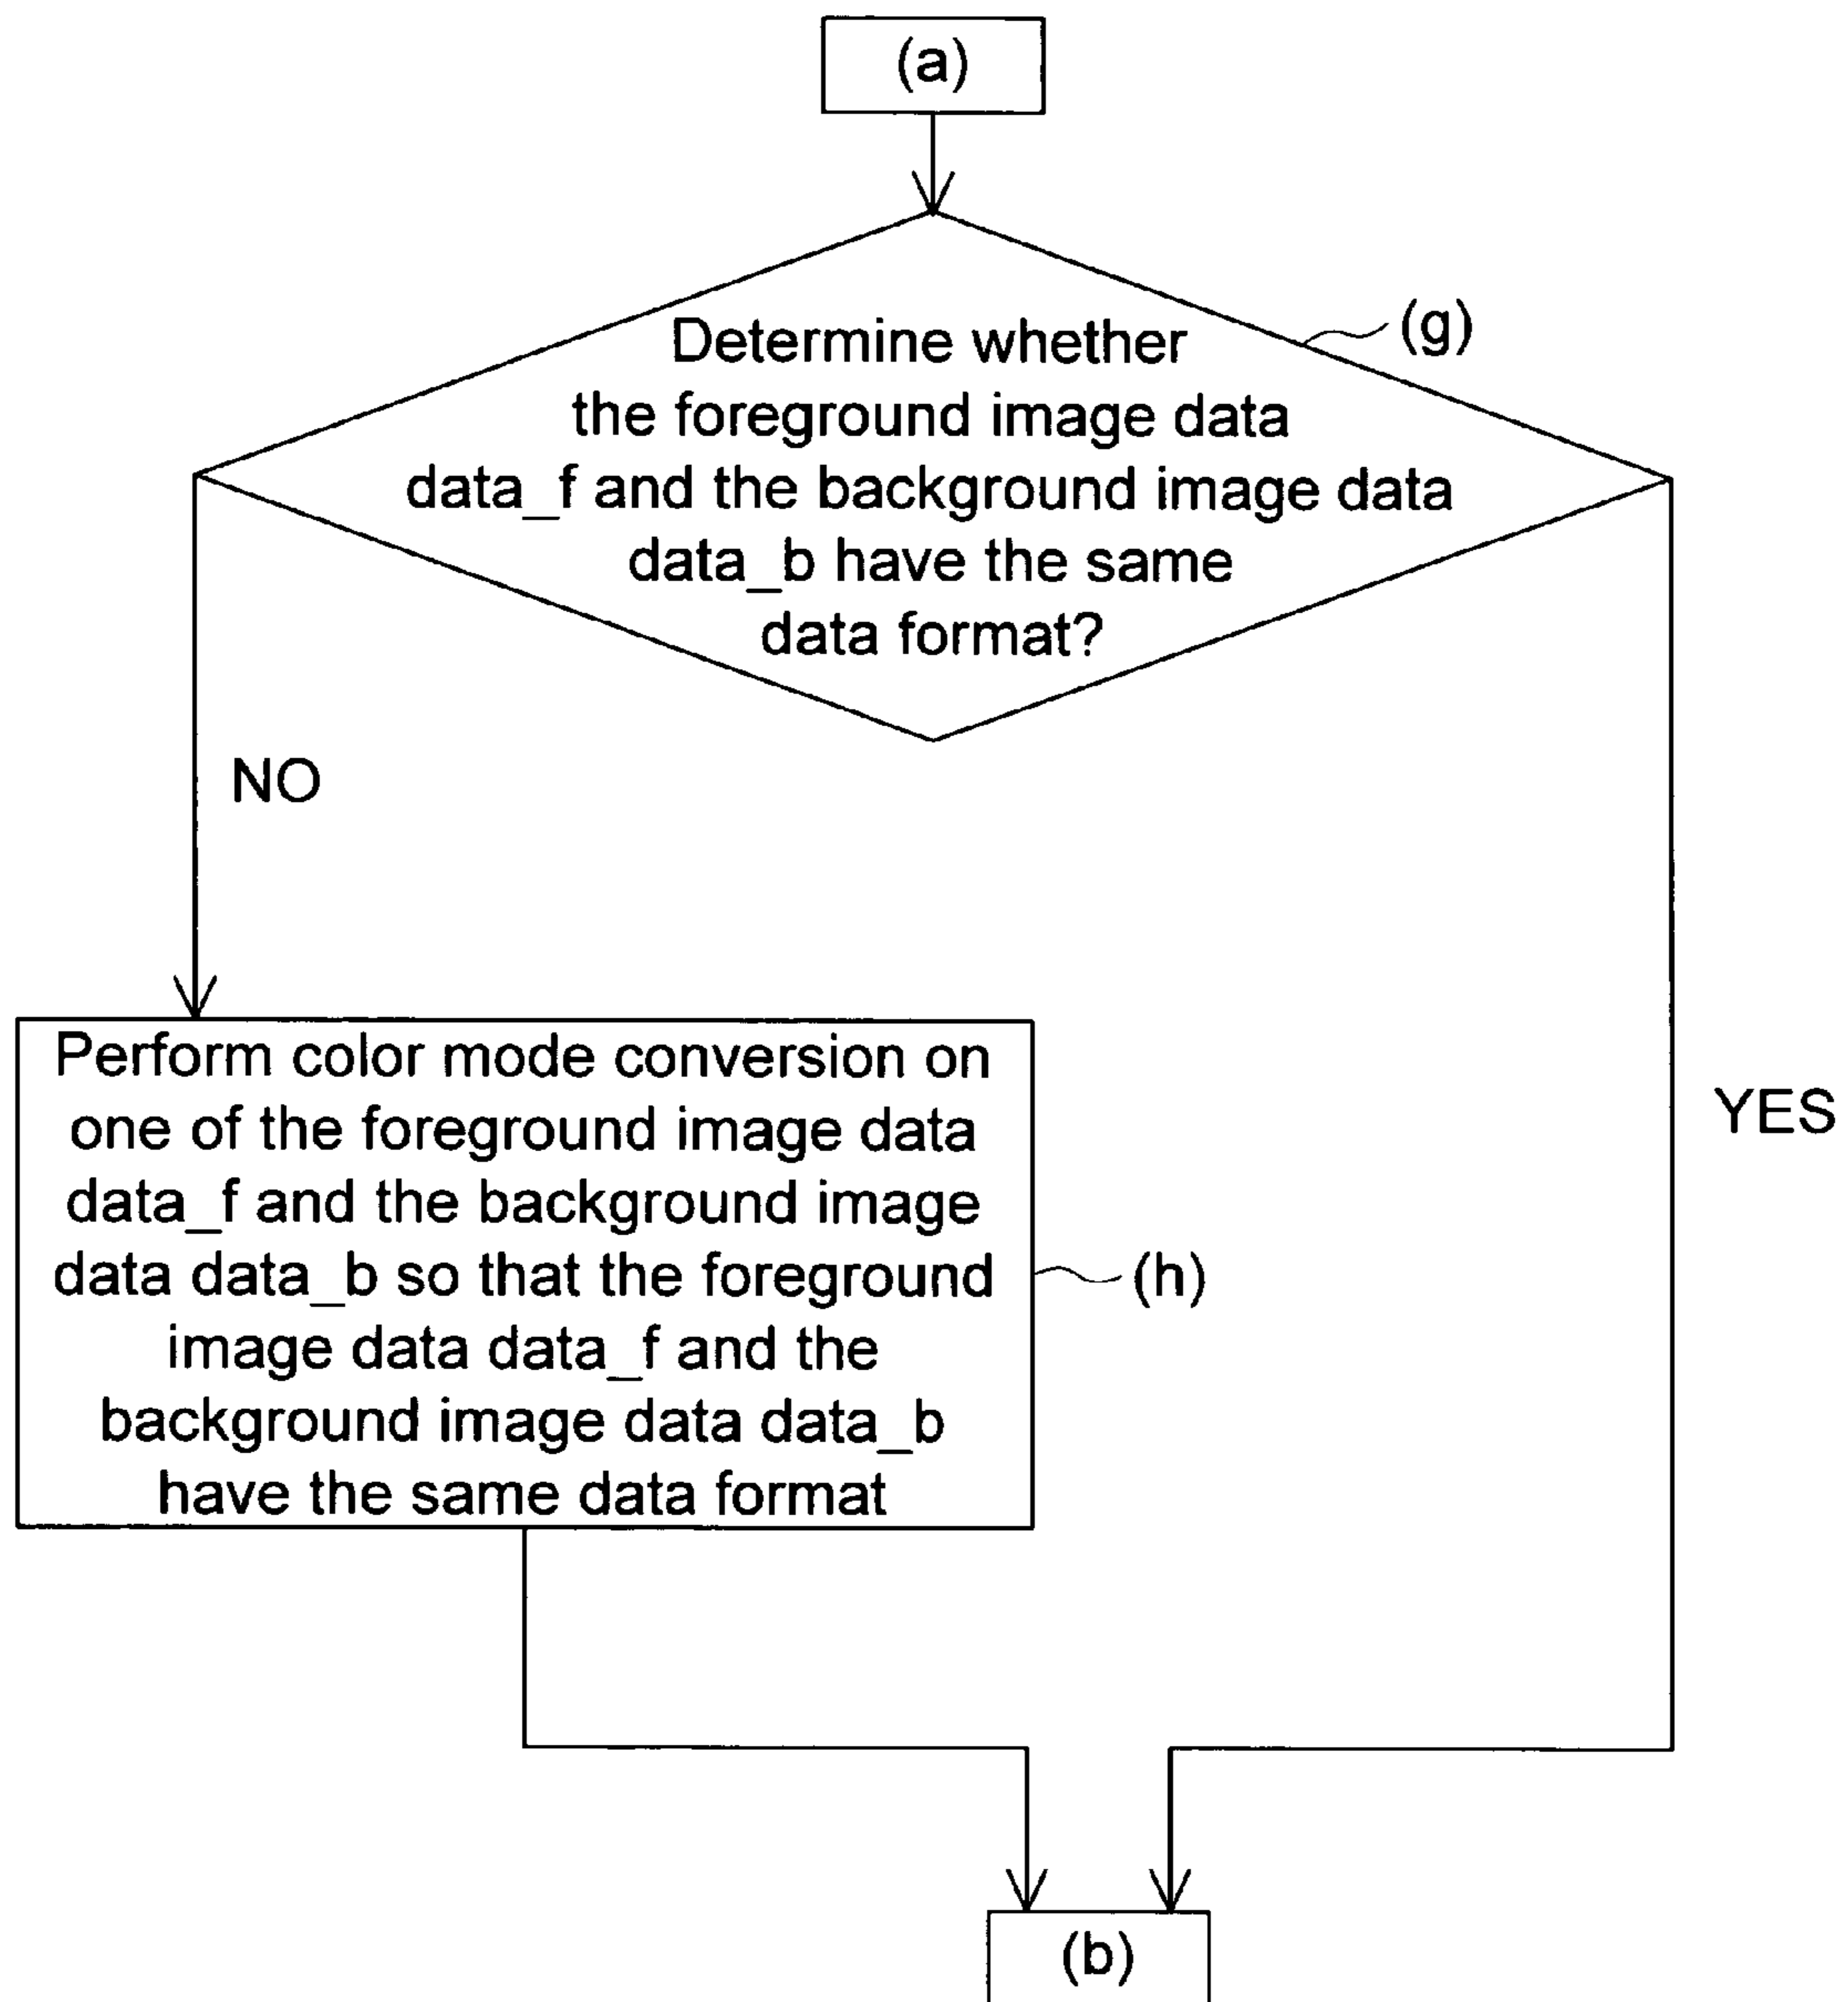 (a)
Determine whether
the foreground image data
data_f and the background image data
data_b have the same
data format?
(g)
NO
YES
Perform color mode conversion on
one of the foreground image data
data_f and the background image
data data_b so that the foreground
image data data_f and the
background image data data_b
have the same data format
(h)
(b)